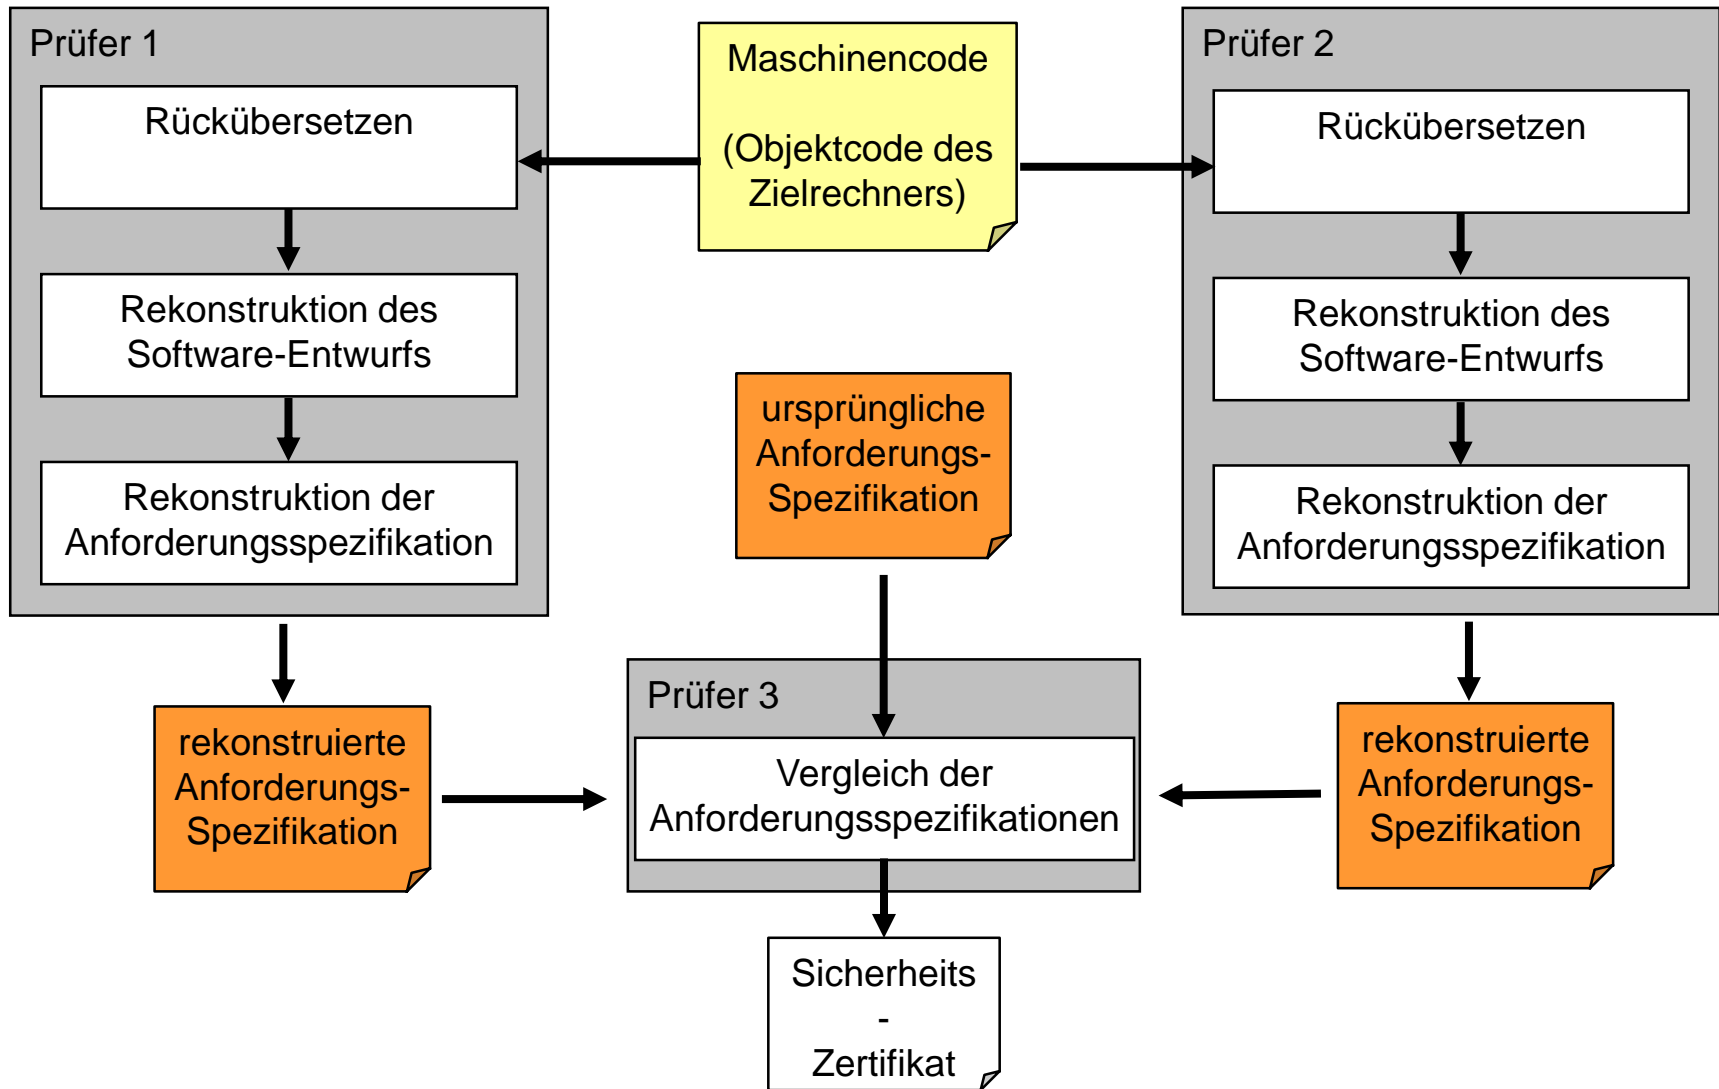 Prüfer 1
Rückübersetzen
Rekonstruktion des
Software-Entwurfs
Rekonstruktion der
Anforderungsspezifikation
rekonstruierte
Anforderungs-
Spezifikation
Maschinencode
(Objektcode des
Zielrechners)
ursprüngliche
Anforderungs-
Spezifikation
Prüfer 3
Vergleich der
Anforderungsspezifikationen
Sicherheits
-
Zertifikat
Prüfer 2
Rückübersetzen
Rekonstruktion des
Software-Entwurfs
Rekonstruktion der
Anforderungsspezifikation
rekonstruierte
Anforderungs-
Spezifikation